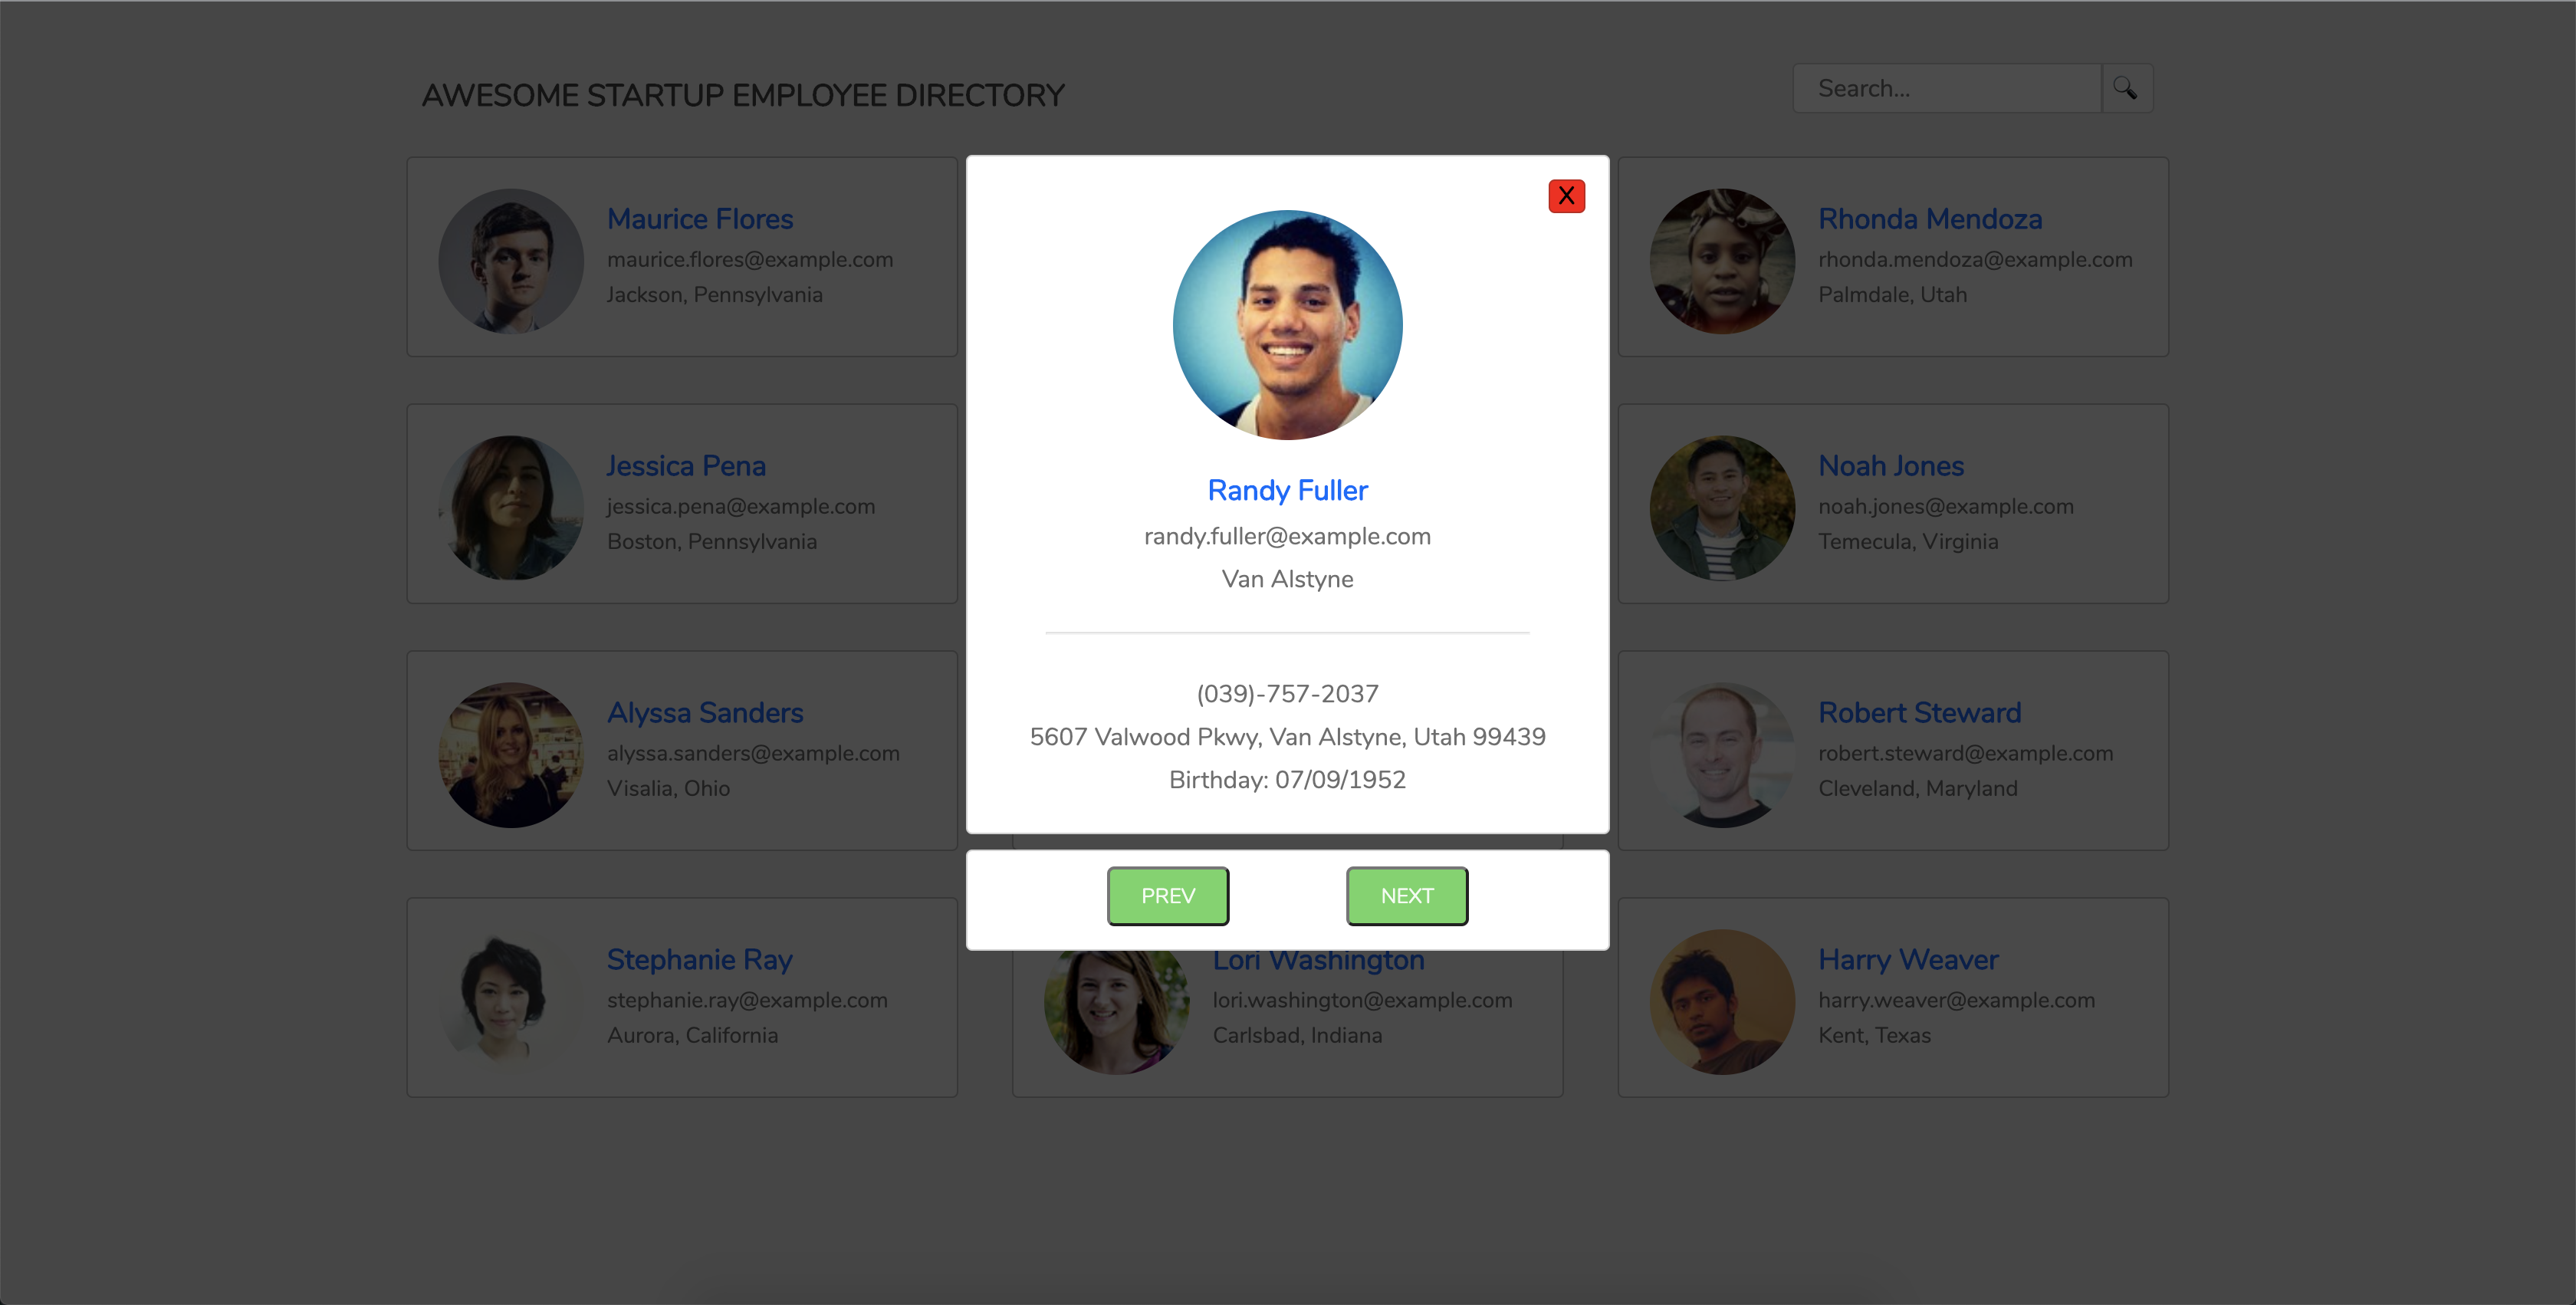 AWESOME STARTUP EMPLOYEE DIRECTORY
Search...
Maurice Flores
maurice.flores@example.com
Jackson, Pennsylvania
X
Randy Fuller
randy.fuller@example.com
Van Alstyne
(039)-757-2037
5607 Valwood Pkwy, Van Alstyne, Utah 99439
Birthday: 07/09/1952
PREV
NEXT
Rhonda Mendoza
rhonda.mendoza@example.com
Palmdale, Utah
Jessica Pena
jessica.pena@example.com
Boston, Pennsylvania
Noah Jones
noah.jones@example.com
Temecula, Virginia
Alyssa Sanders
alyssa.sanders@example.com
Visalia, Ohio
Robert Steward
robert.steward@example.com
Cleveland, Maryland
Stephanie Ray
stephanie.ray@example.com
Aurora, California
Lori Washington
lori.washington@example.com
Carlsbad, Indiana
Harry Weaver
harry.weaver@example.com
Kent, Texas